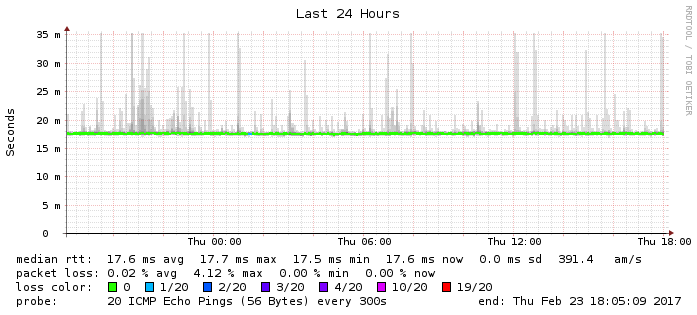 Last 24 Hours
RRDTOOL / TOBI OETIKER
Seconds
35 m
30 m
25 m
20 m
15 m
10 m
5 m
0
Thu 00:00 Thu 06:00 Thu 12:00 Thu 18:00
median rtt: 17.6 ms avg 17.7 ms max 17.5 ms min 17.6 ms now 0.0 ms sd 391.4 am/s
packet loss: 0.02 % avg 4.12 % max 0.00 % min 0.00 % now
loss color: 0 1/20 2/20 3/20 4/20 10/20 19/20
probe: 20 ICMP Echo Pings (56 Bytes) every 300s end: Thu Feb 23 18:05:09 2017